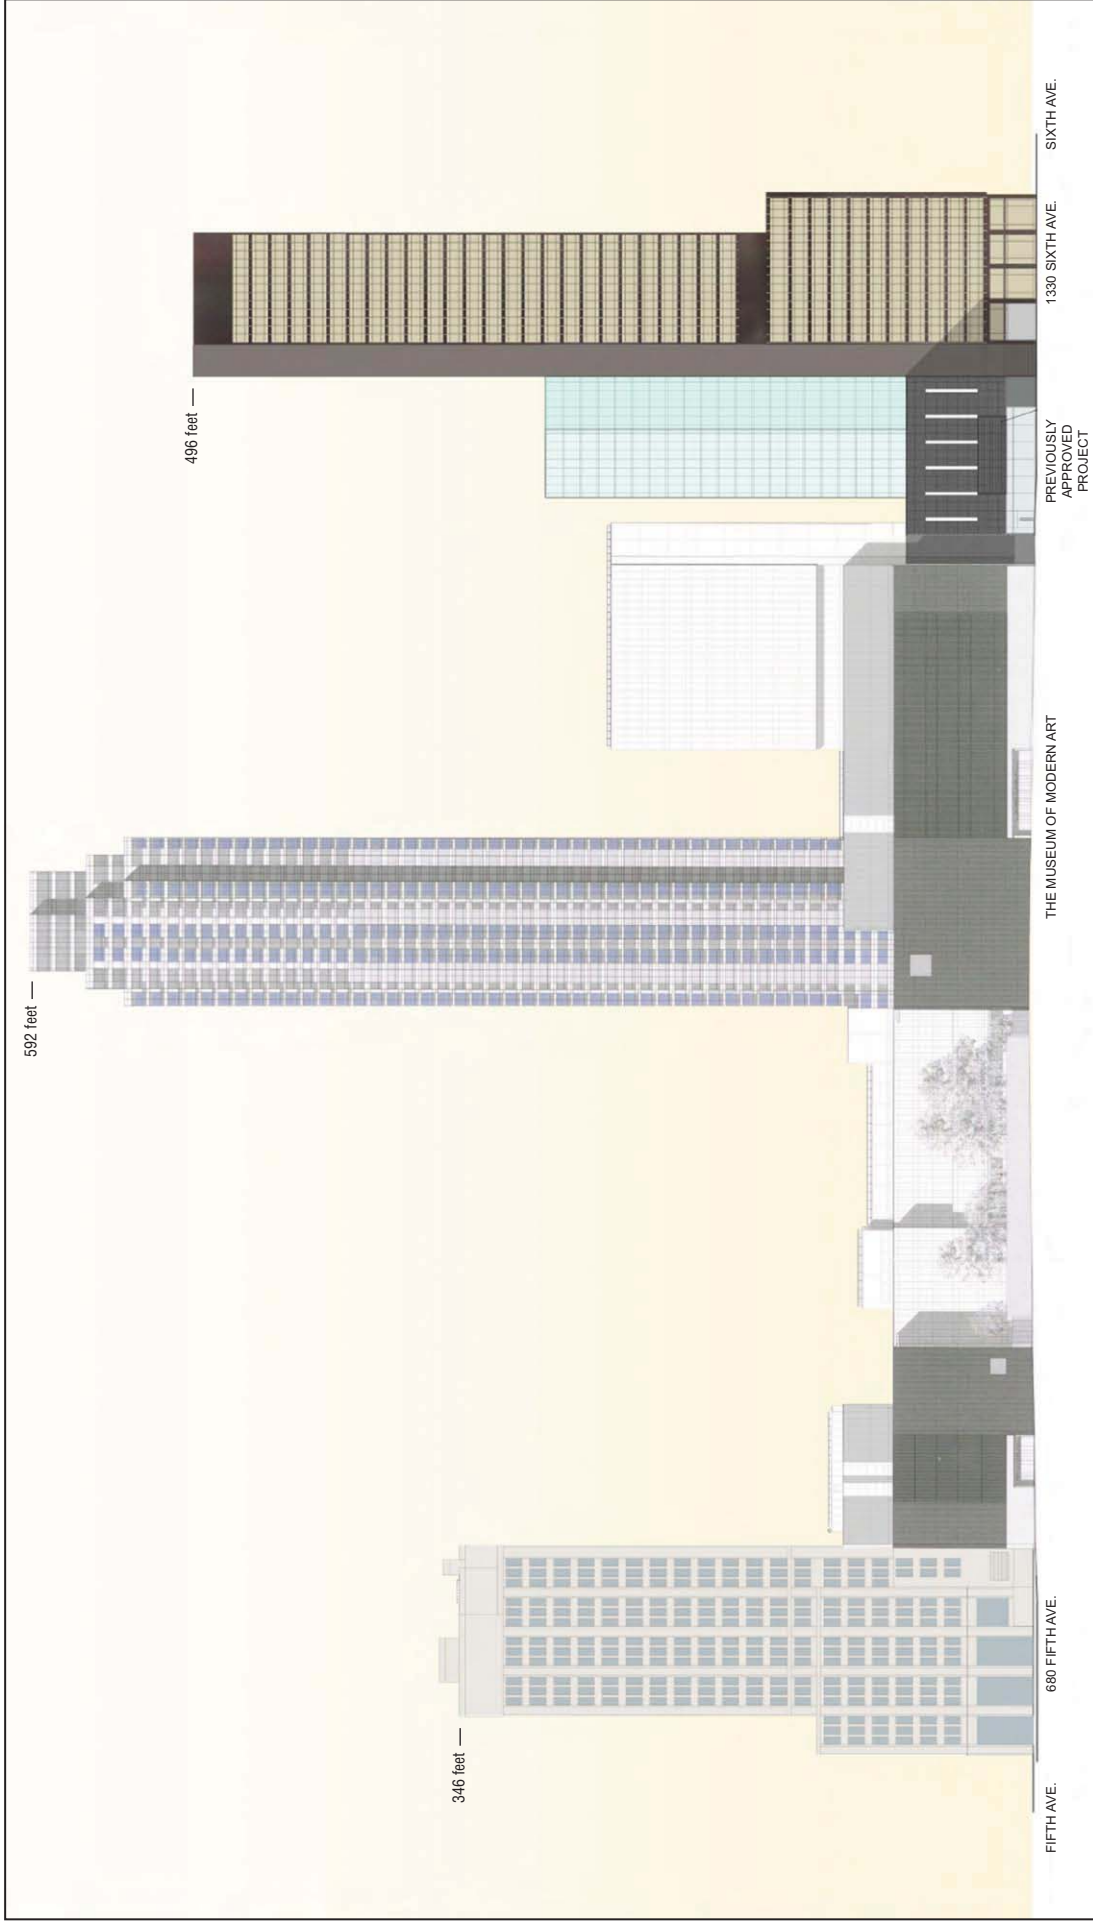 592 feet —
496 feet —
346 feet —
FIFTH AVE.
680 FIFTH AVE.
THE MUSEUM OF MODERN ART
PREVIOUSLY
APPROVED
PROJECT
1330 SIXTH AVE.
SIXTH AVE.